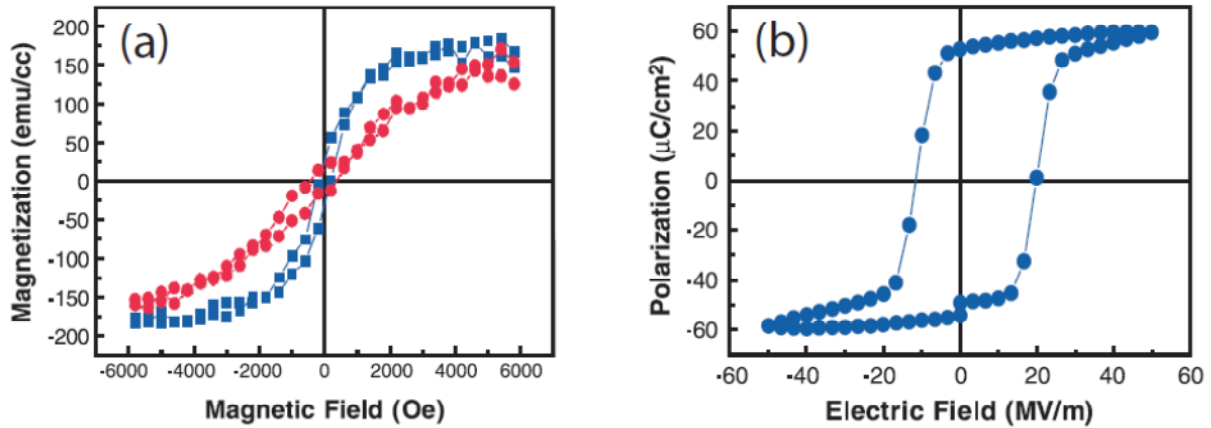 (a)
Magnetization (emu/cc)
200
150
100
50
0
-50
-100
-150
-200
-6000 -4000 -2000 0 2000 4000 6000
Magnetic Field (Oe)
(b)
Polarization (µC/cm²)
60
40
20
0
-20
-40
-60
-60 -40 -20 0 20 40 60
Electric Field (MV/m)